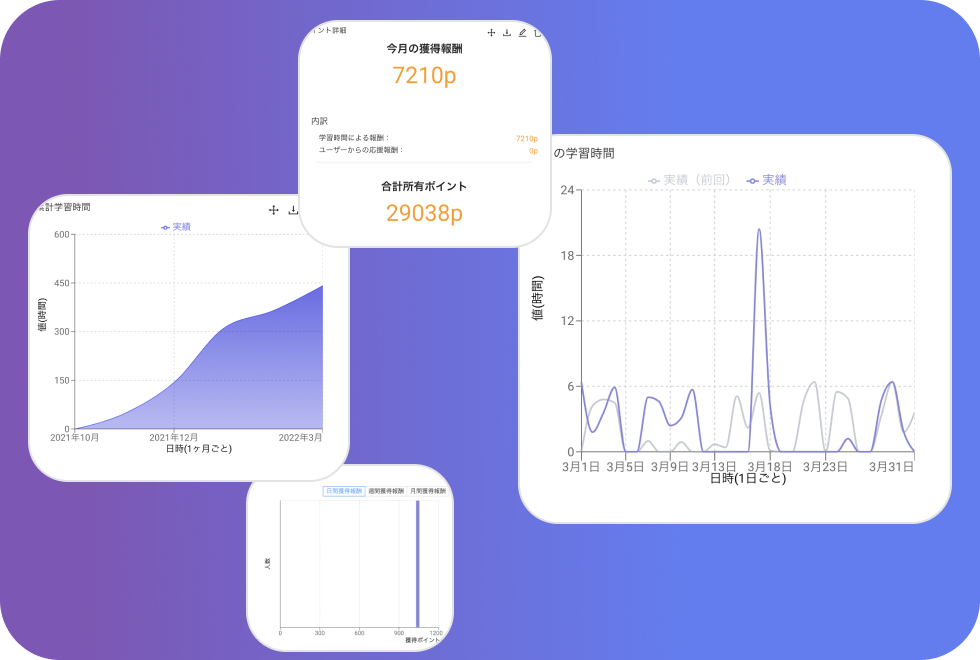 イント詳細
今月の獲得報酬
7210p
内訳
学習時間による報酬： 7210p
ユーザーからの応援報酬： 0p
合計所有ポイント
29038p
計学習時間
実績
600
450
300
150
0
値(時間)
2021年10月 2021年12月 2022年3月
日時(1ヶ月ごと)
の学習時間
実績（前回） 実績
24
18
12
6
0
値(時間)
3月1日 3月5日 3月9日 3月13日 3月18日 3月23日 3月31日
日時(1日ごと)
日間獲得報酬 週間獲得報酬 月間獲得報酬
人数
0 300 600 900 1200
獲得ポイント